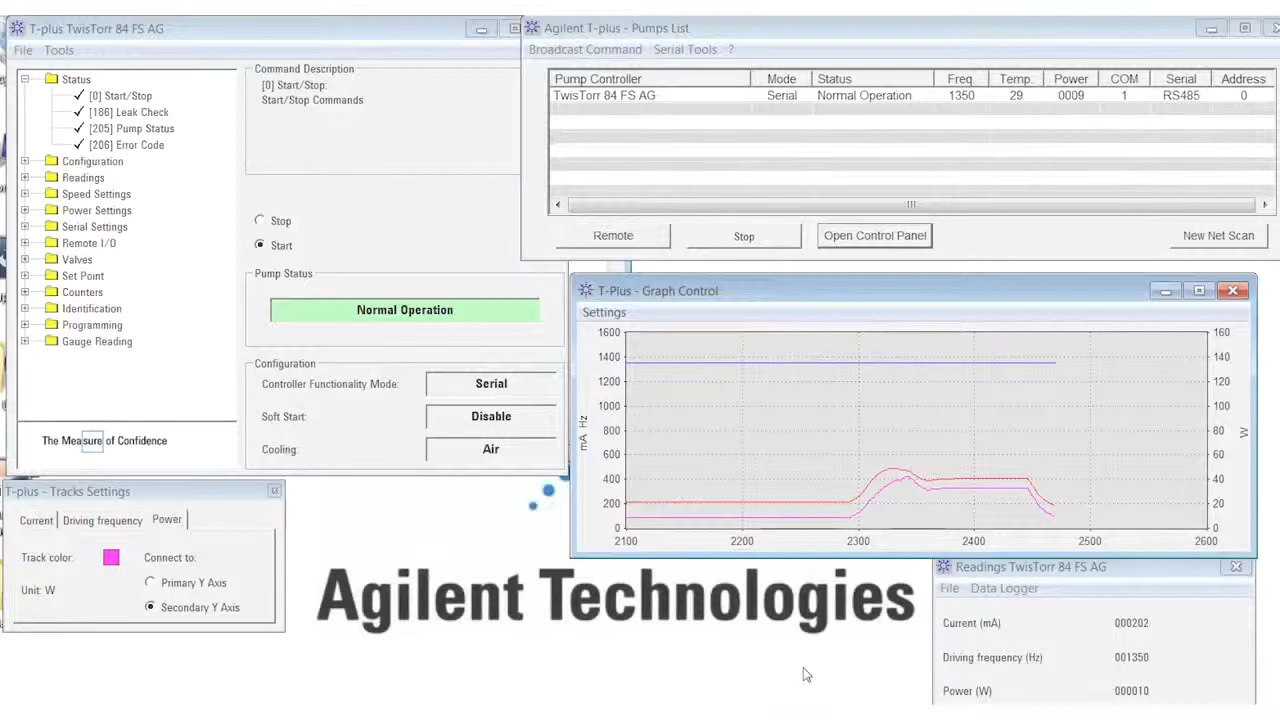 T-plus TwisTorr 84 FS AG
File Tools
Status
[0] Start/Stop
[186] Leak Check
[205] Pump Status
[206] Error Code
Configuration
Readings
Speed Settings
Power Settings
Serial Settings
Remote I/O
Valves
Set Point
Counters
Identification
Programming
Gauge Reading
The Measure of Confidence
Command Description
[0] Start/Stop:
Start/Stop Commands
Stop
Start
Pump Status
Normal Operation
Configuration
Controller Functionality Mode: Serial
Soft Start: Disable
Cooling: Air
Agilent T-plus - Pumps List
Broadcast Command Serial Tools ?
Pump Controller Mode Status Freq. Temp. Power COM Serial Address
TwisTorr 84 FS AG Serial Normal Operation 1350 29 0009 1 RS485 0
Remote Stop Open Control Panel New Net Scan
T-Plus - Graph Control
Settings
1600 160
1400 140
1200 120
1000 100
800 80
600 60
400 40
200 20
0 0
mA Hz
W
2100 2200 2300 2400 2500 2600
T-plus - Tracks Settings
Current Driving frequency Power
Track color: Connect to:
Primary Y Axis
Unit: W
Secondary Y Axis
Agilent Technologies
Readings TwisTorr 84 FS AG
File Data Logger
Current (mA) 000202
Driving frequency (Hz) 001350
Power (W) 000010